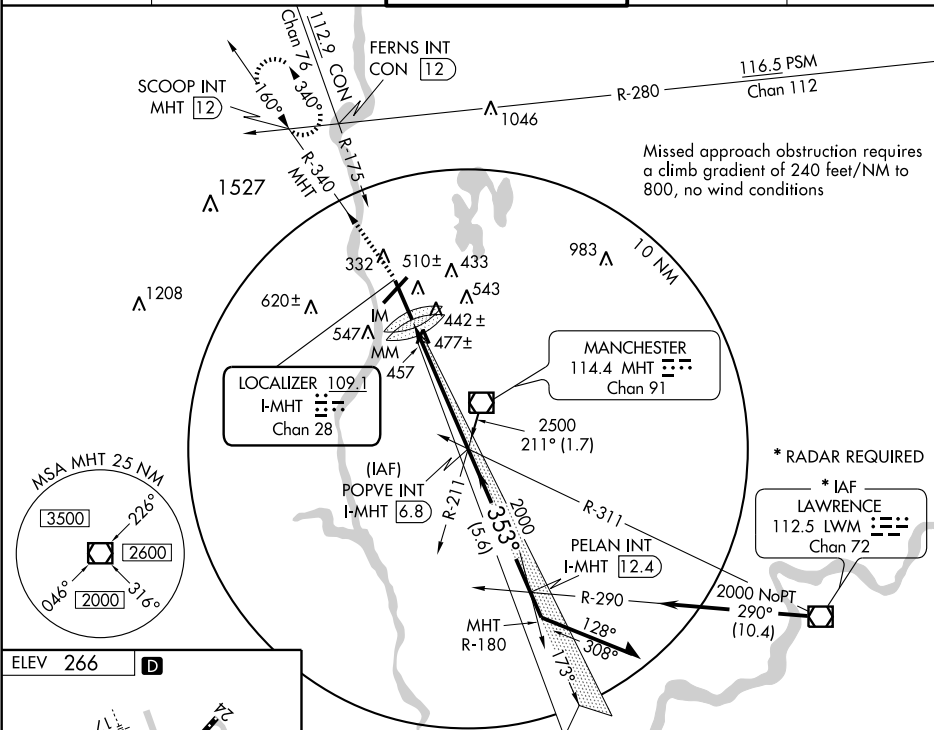 112.9 CON
Chan 76
FERNS INT
CON 12
SCOOP INT
MHT 12
160°
340°
116.5 PSM
Chan 112
R-280
1046
R-175
R-340
MHT
Missed approach obstruction requires
a climb gradient of 240 feet/NM to
800, no wind conditions
1527
10 NM
983
332
510±
433
1208
620±
543
IM
442±
547
477±
MM
457
LOCALIZER 109.1
I-MHT
Chan 28
MANCHESTER
114.4 MHT
Chan 91
2500
211° (1.7)
(IAF)
POPVE INT
I-MHT 6.8
R-211
2000
353°
(5.6)
R-311
* RADAR REQUIRED
* IAF
LAWRENCE
112.5 LWM
Chan 72
PELAN INT
I-MHT 12.4
R-290
2000 NoPT
290°
(10.4)
MHT
R-180
128°
308°
173°
MSA MHT 25 NM
3500
226°
2600
046°
2000
316°
ELEV 266
D
17
24